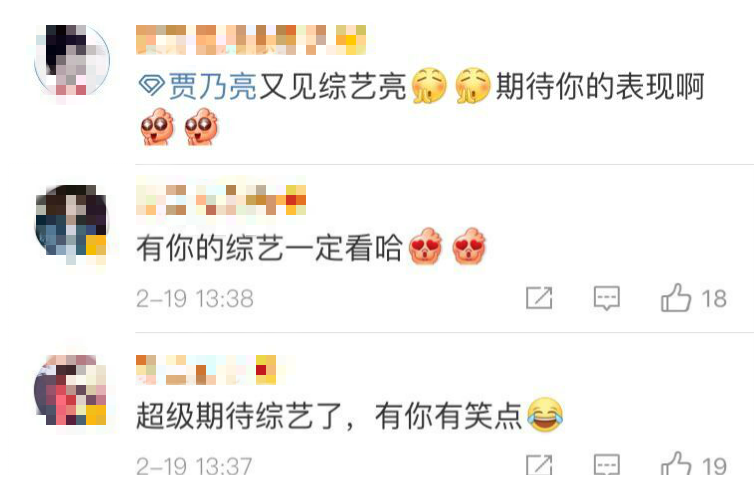 贾乃亮又见综艺亮期待你的表现啊
有你的综艺一定看哈
2-19 13:38
18
超级期待综艺了，有你有笑点
2-19 13:37
19